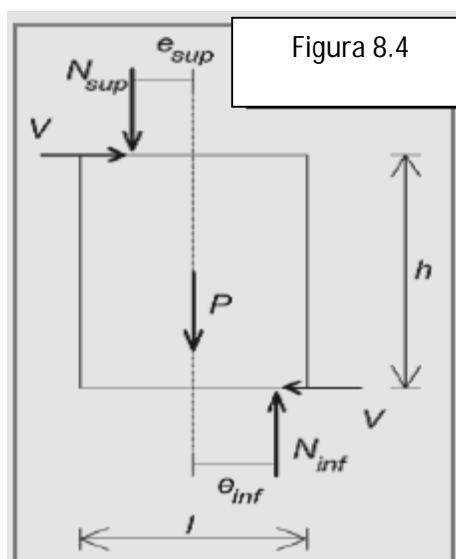 Figura 8.4
e_sup
N_sup
V
h
P
V
N_inf
e_inf
l